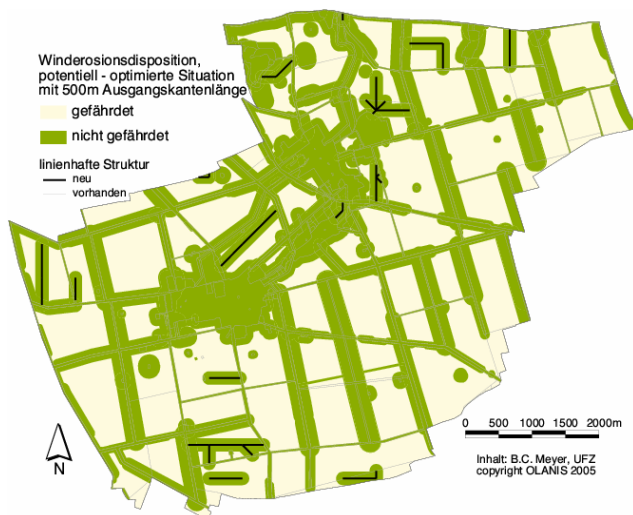 Winderosionsdisposition,
potentiell - optimierte Situation
mit 500m Ausgangskantenlänge
gefährdet
nicht gefährdet
linienhafte Struktur
neu
vorhanden
N
0 500 1000 1500 2000m
Inhalt: B.C. Meyer, UFZ
copyright OLANIS 2005